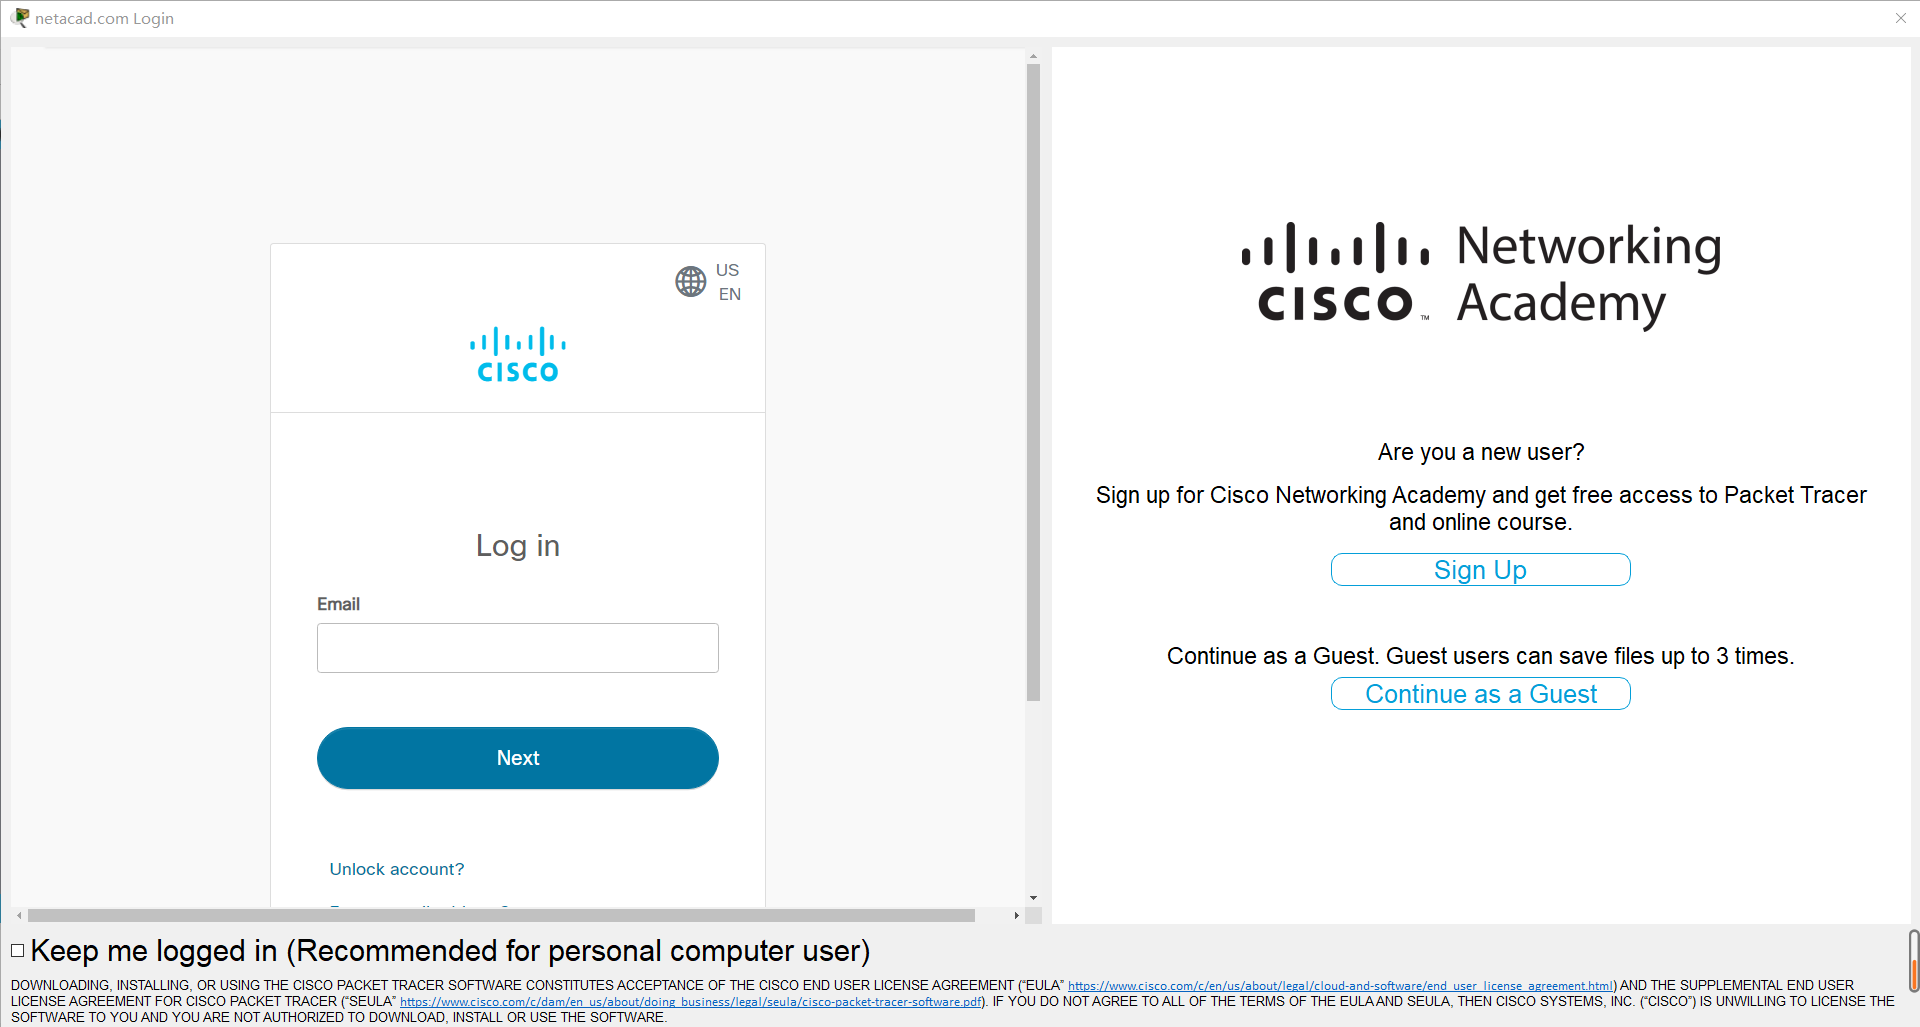 netacad.com Login
US
EN
CISCO
Log in
Email
Next
Unlock account?
Networking
CISCO™ Academy
Are you a new user?
Sign up for Cisco Networking Academy and get free access to Packet Tracer
and online course.
Sign Up
Continue as a Guest. Guest users can save files up to 3 times.
Continue as a Guest
Keep me logged in (Recommended for personal computer user)
DOWNLOADING, INSTALLING, OR USING THE CISCO PACKET TRACER SOFTWARE CONSTITUTES ACCEPTANCE OF THE CISCO END USER LICENSE AGREEMENT (“EULA” https://www.cisco.com/c/en/us/about/legal/cloud-and-software/end_user_license_agreement.html) AND THE SUPPLEMENTAL END USER
LICENSE AGREEMENT FOR CISCO PACKET TRACER (“SEULA” https://www.cisco.com/c/dam/en_us/about/doing_business/legal/seula/cisco-packet-tracer-software.pdf). IF YOU DO NOT AGREE TO ALL OF THE TERMS OF THE EULA AND SEULA, THEN CISCO SYSTEMS, INC. (“CISCO”) IS UNWILLING TO LICENSE THE
SOFTWARE TO YOU AND YOU ARE NOT AUTHORIZED TO DOWNLOAD, INSTALL OR USE THE SOFTWARE.